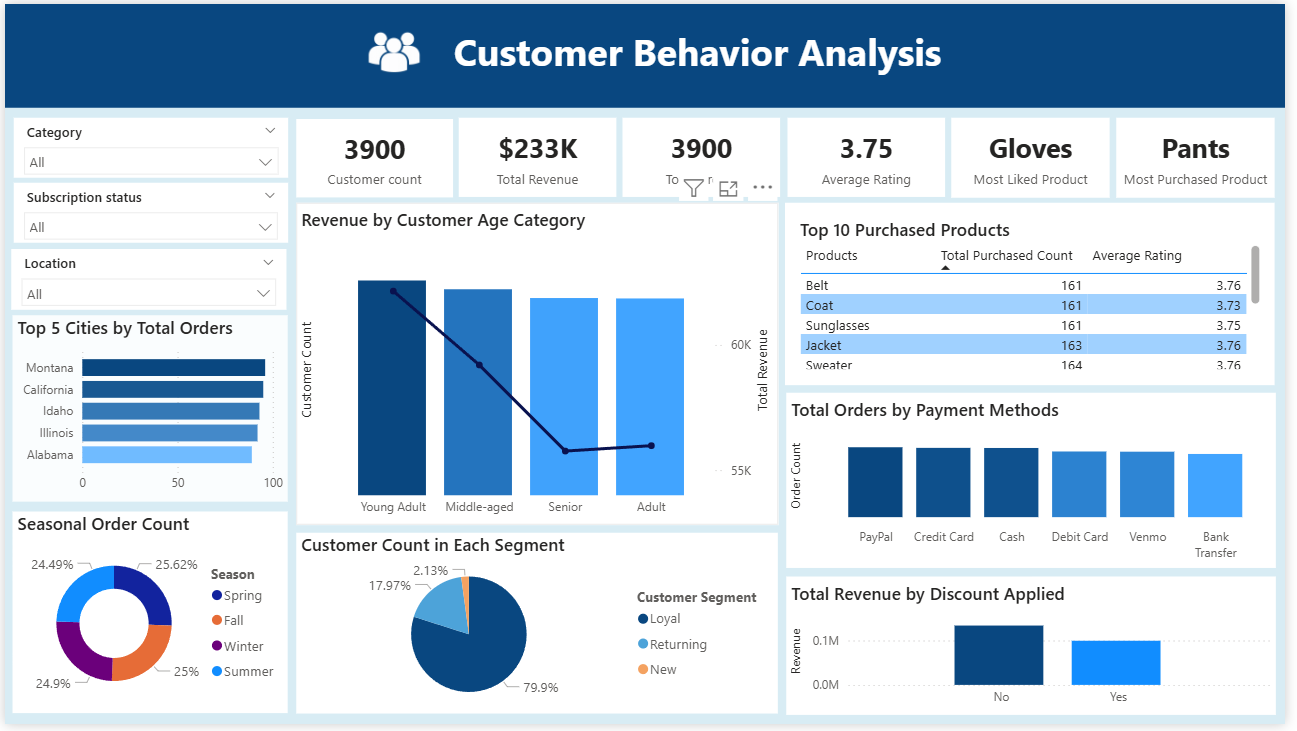 Customer Behavior Analysis
Category
All
Subscription status
All
Location
All
3900
Customer count
$233K
Total Revenue
3900
3.75
Average Rating
Gloves
Most Liked Product
Pants
Most Purchased Product
Top 5 Cities by Total Orders
Montana
California
Idaho
Illinois
Alabama
0 50 100
Seasonal Order Count
24.49%
25.62%
24.9%
25%
Season
Spring
Fall
Winter
Summer
Revenue by Customer Age Category
Customer Count
Total Revenue
60K
55K
Young Adult Middle-aged Senior Adult
Customer Count in Each Segment
2.13%
17.97%
79.9%
Customer Segment
Loyal
Returning
New
Top 10 Purchased Products
Products Total Purchased Count Average Rating
Belt 161 3.76
Coat 161 3.73
Sunglasses 161 3.75
Jacket 163 3.76
Sweater 164 3.76
Total Orders by Payment Methods
Order Count
PayPal Credit Card Cash Debit Card Venmo Bank
Transfer
Total Revenue by Discount Applied
Revenue
0.1M
0.0M
No Yes